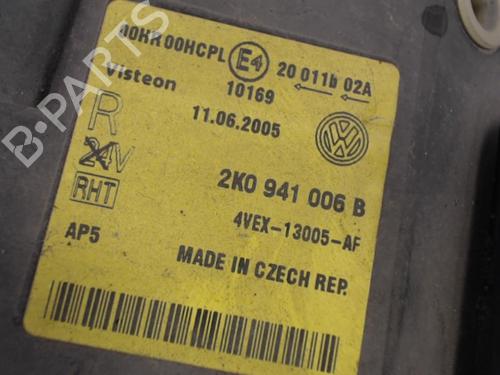 00HR 00HCPL E4 20 011b 02A
Visteon 10169
R 11.06.2005
24V
2K0 941 006 B
RHT
4VEX-13005-AF
AP5
MADE IN CZECH REP.